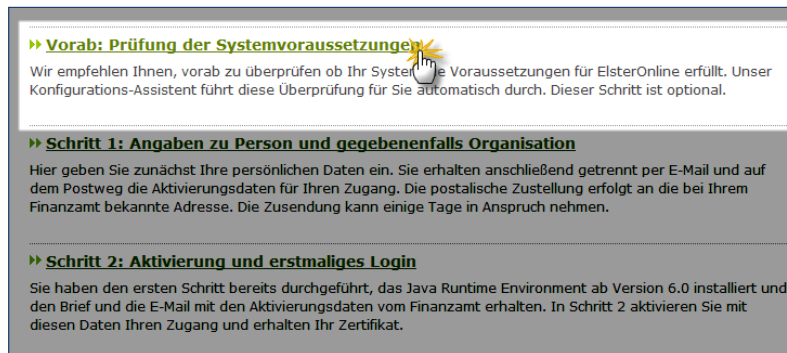 Vorab: Prüfung der Systemvoraussetzungen
Wir empfehlen Ihnen, vorab zu überprüfen ob Ihr System die Voraussetzungen für ElsterOnline erfüllt. Unser
Konfigurations-Assistent führt diese Überprüfung für Sie automatisch durch. Dieser Schritt ist optional.
Schritt 1: Angaben zu Person und gegebenenfalls Organisation
Hier geben Sie zunächst Ihre persönlichen Daten ein. Sie erhalten anschließend getrennt per E-Mail und auf
dem Postweg die Aktivierungsdaten für Ihren Zugang. Die postalische Zustellung erfolgt an die bei Ihrem
Finanzamt bekannte Adresse. Die Zusendung kann einige Tage in Anspruch nehmen.
Schritt 2: Aktivierung und erstmaliges Login
Sie haben den ersten Schritt bereits durchgeführt, das Java Runtime Environment ab Version 6.0 installiert und
den Brief und die E-Mail mit den Aktivierungsdaten vom Finanzamt erhalten. In Schritt 2 aktivieren Sie mit
diesen Daten Ihren Zugang und erhalten Ihr Zertifikat.